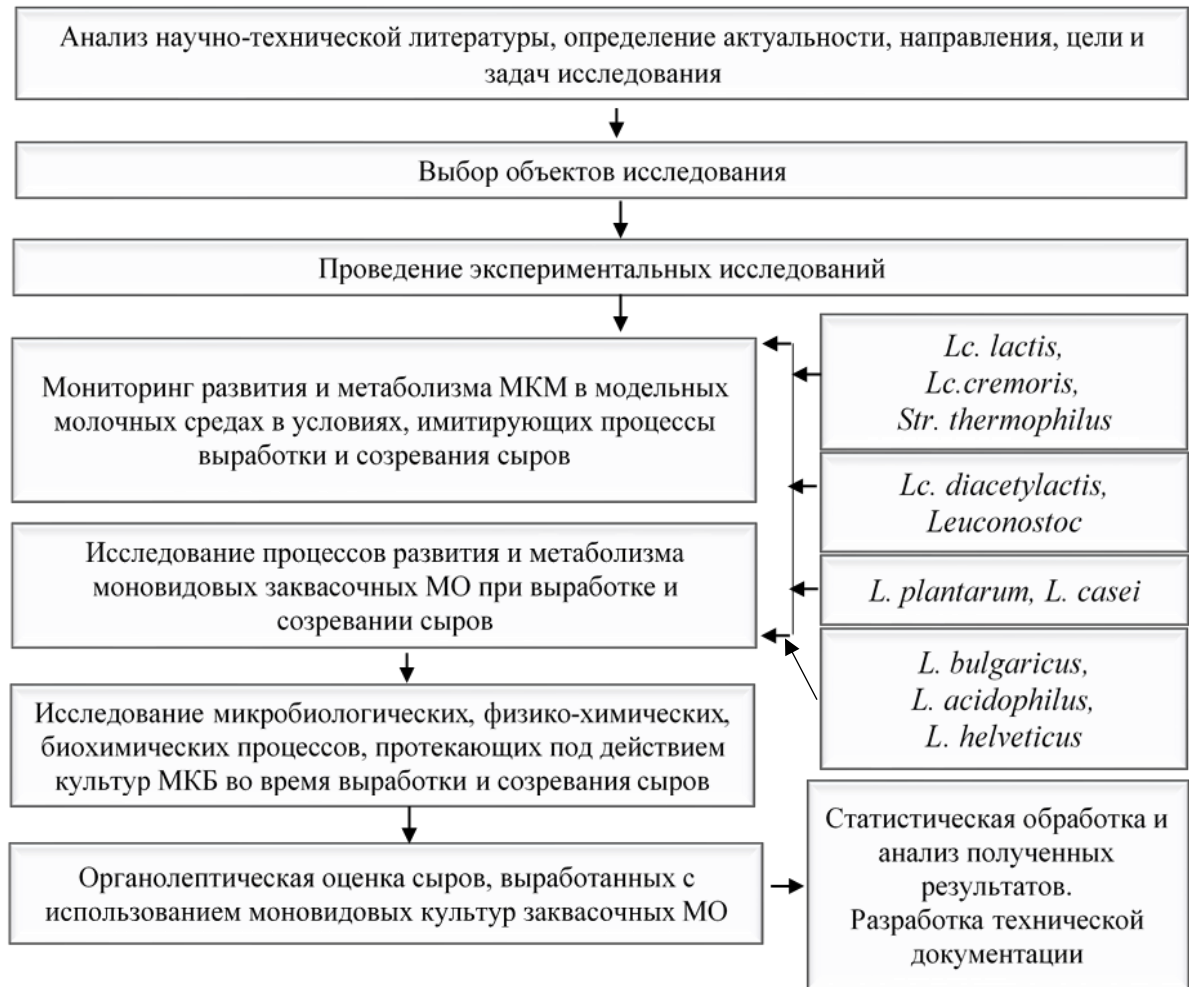 Анализ научно-технической литературы, определение актуальности, направления, цели и
задач исследования
Выбор объектов исследования
Проведение экспериментальных исследований
Мониторинг развития и метаболизма МКМ в модельных
молочных средах в условиях, имитирующих процессы
выработки и созревания сыров
Lc. lactis,
Lc.cremoris,
Str. thermophilus
Lc. diacetylactis,
Leuconostoc
Исследование процессов развития и метаболизма
моновидовых заквасочных МО при выработке и
созревании сыров
L. plantarum, L. casei
L. bulgaricus,
L. acidophilus,
L. helveticus
Исследование микробиологических, физико-химических,
биохимических процессов, протекающих под действием
культур МКБ во время выработки и созревания сыров
Органолептическая оценка сыров, выработанных с
использованием моновидовых культур заквасочных МО
Статистическая обработка и
анализ полученных
результатов.
Разработка технической
документации